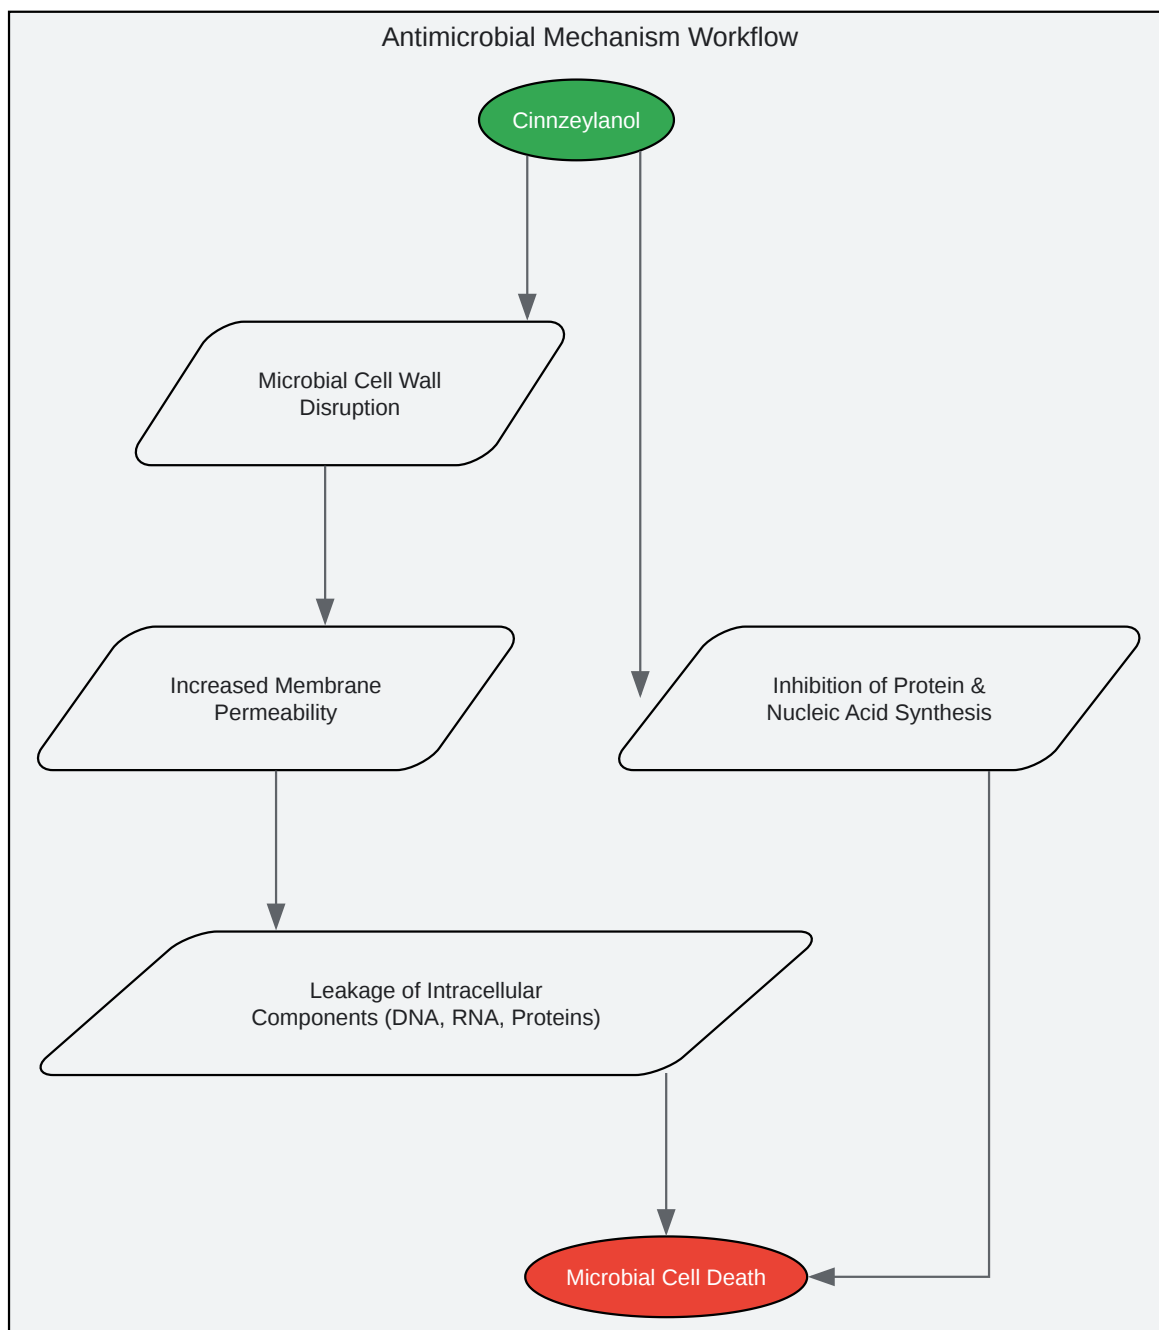 Antimicrobial Mechanism Workflow
Cinnzeylanol
Microbial Cell Wall
Disruption
Increased Membrane
Permeability
Inhibition of Protein &
Nucleic Acid Synthesis
Leakage of Intracellular
Components (DNA, RNA, Proteins)
Microbial Cell Death